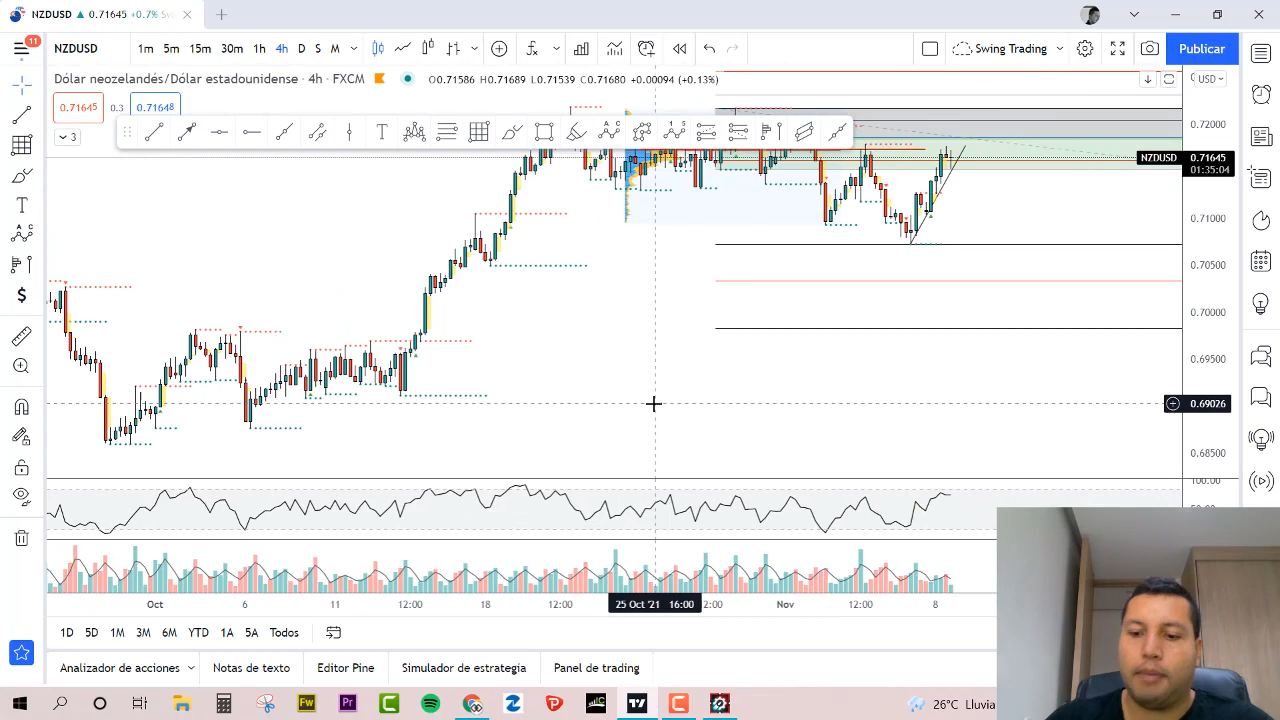 NZDUSD ▲ 0.71645 +0.7% Sw
11
NZDUSD 1m 5m 15m 30m 1h 4h D S M
Swing Trading
Publicar
Dólar neozelandés/Dólar estadounidense · 4h · FXCM
O0.71586 H0.71689 L0.71539 C0.71680 +0.00094 (+0.13%)
USD
0.71645 0.3 0.71648
3
0.72000
NZDUSD 0.71645
01:35:04
0.71000
0.70500
0.70000
0.69500
0.69026
0.68500
100.00
Oct 6 11 12:00 18 12:00 25 Oct '21 16:00 2:00 Nov 12:00 8
1D 5D 1M 3M 6M YTD 1A 5A Todos
Analizador de acciones Notas de texto Editor Pine Simulador de estrategia Panel de trading
26°C Lluvia